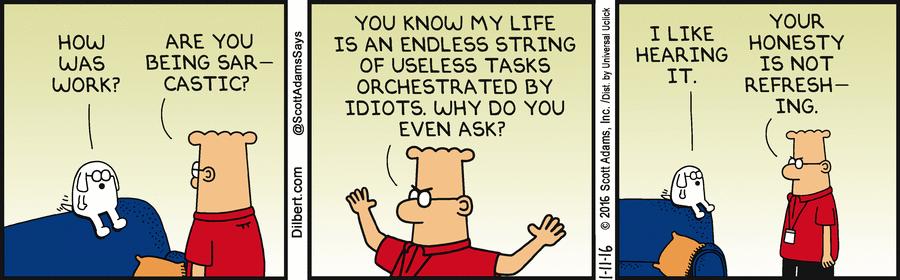 HOW
WAS
WORK?
ARE YOU
BEING SAR–
CASTIC?
Dilbert.com @ScottAdamsSays
YOU KNOW MY LIFE
IS AN ENDLESS STRING
OF USELESS TASKS
ORCHESTRATED BY
IDIOTS. WHY DO YOU
EVEN ASK?
1-11-16 © 2016 Scott Adams, Inc. /Dist. by Universal Uclick
I LIKE
HEARING
IT.
YOUR
HONESTY
IS NOT
REFRESH–
ING.